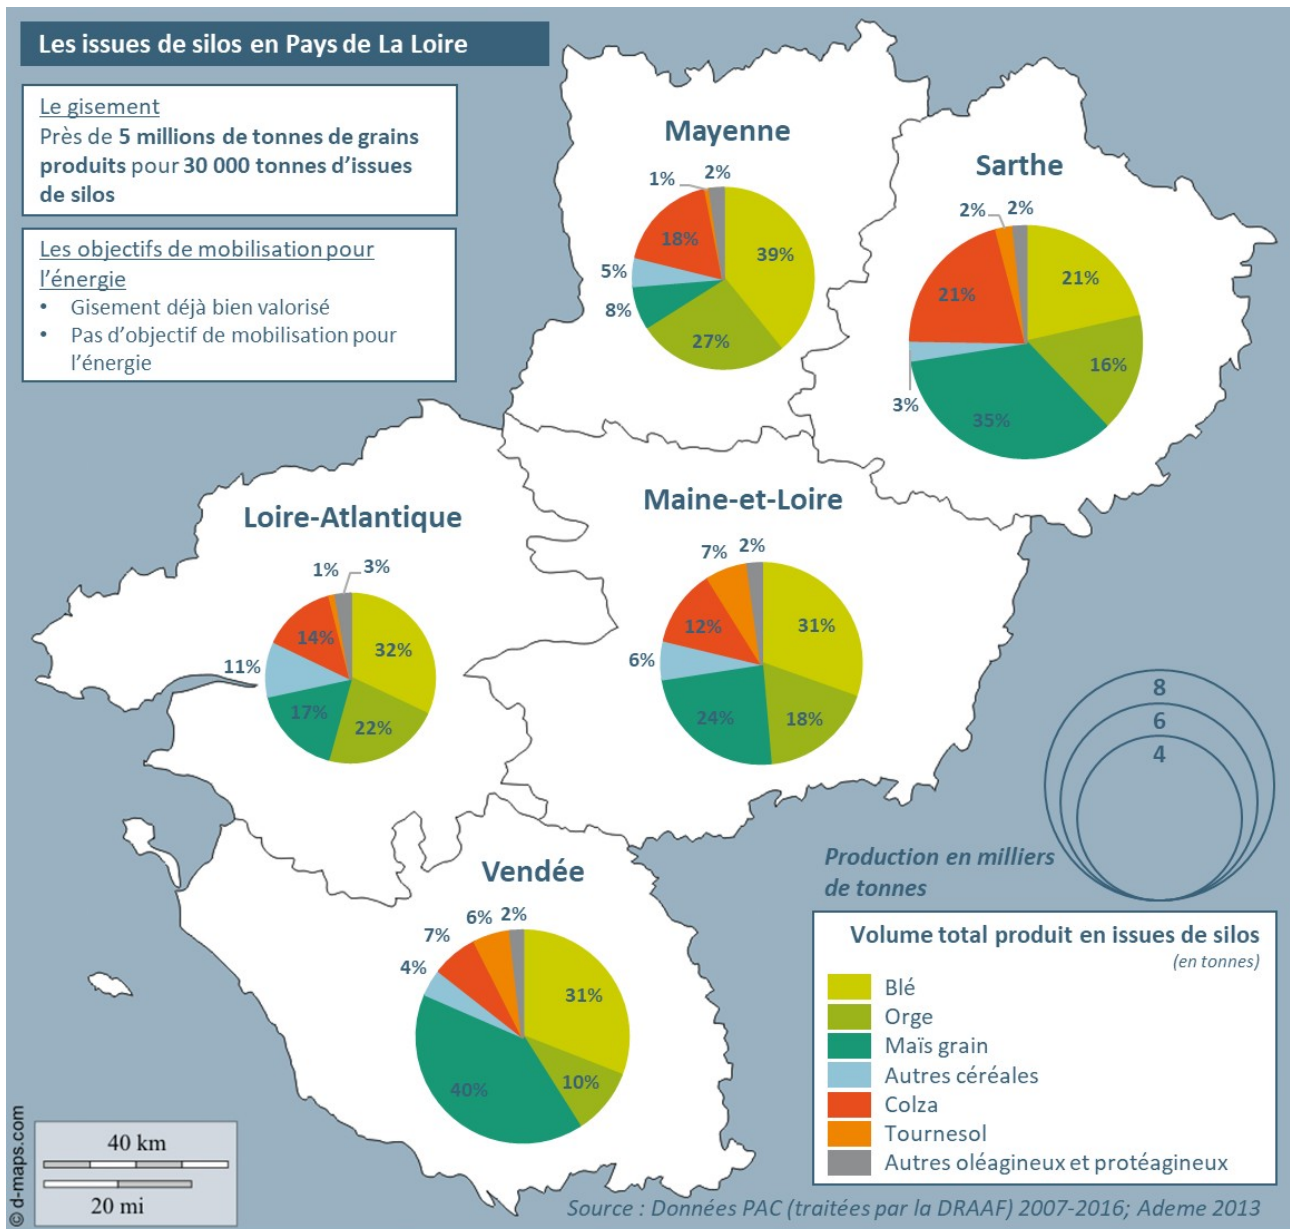 Les issues de silos en Pays de La Loire
Le gisement
Près de 5 millions de tonnes de grains
produits pour 30 000 tonnes d'issues
de silos
Les objectifs de mobilisation pour
l'énergie
• Gisement déjà bien valorisé
• Pas d'objectif de mobilisation pour
l'énergie
Mayenne
1% 2%
18%
39%
5%
8%
27%
Sarthe
2% 2%
21%
21%
16%
3%
35%
Loire-Atlantique
1% 3%
14%
32%
11%
17%
22%
Maine-et-Loire
7% 2%
12%
31%
6%
24%
18%
Vendée
6% 2%
7%
4%
31%
10%
40%
8
6
4
Production en milliers
de tonnes
Volume total produit en issues de silos
(en tonnes)
Blé
Orge
Maïs grain
Autres céréales
Colza
Tournesol
Autres oléagineux et protéagineux
40 km
20 mi
© d-maps.com
Source : Données PAC (traitées par la DRAAF) 2007-2016; Ademe 2013